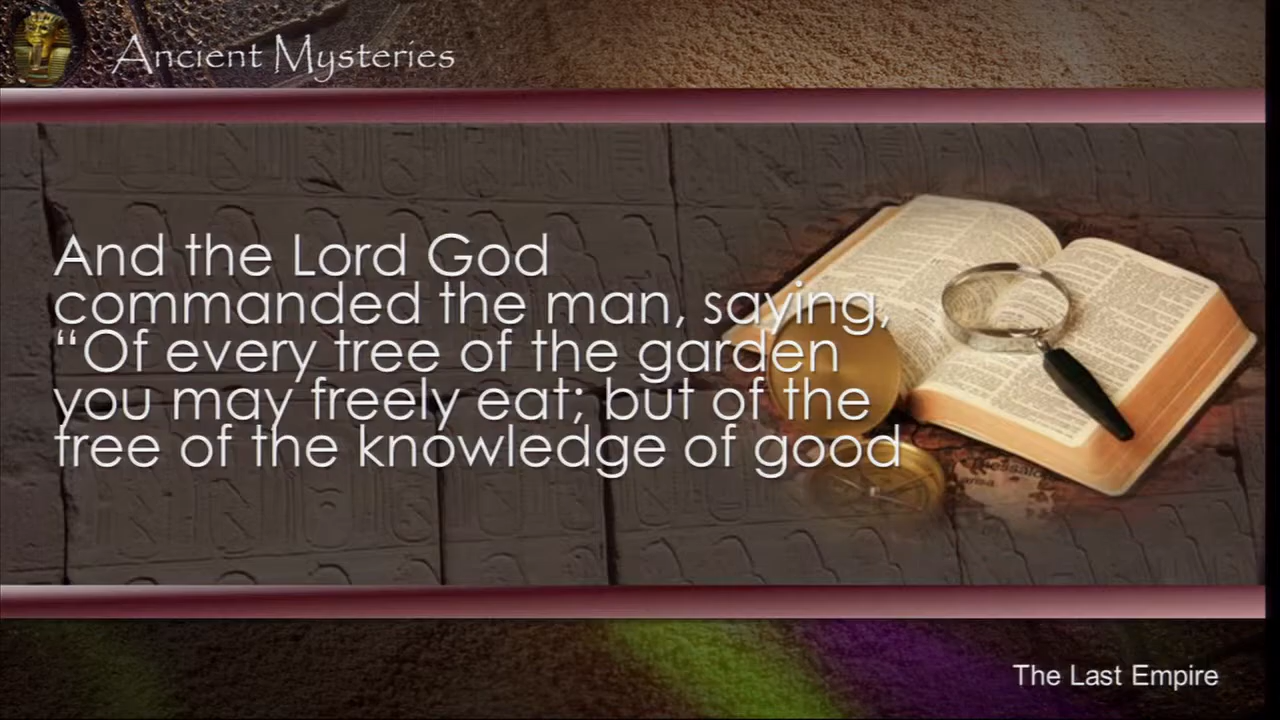 Ancient Mysteries
And the Lord God
commanded the man, saying,
“Of every tree of the garden
you may freely eat; but of the
tree of the knowledge of good
The Last Empire